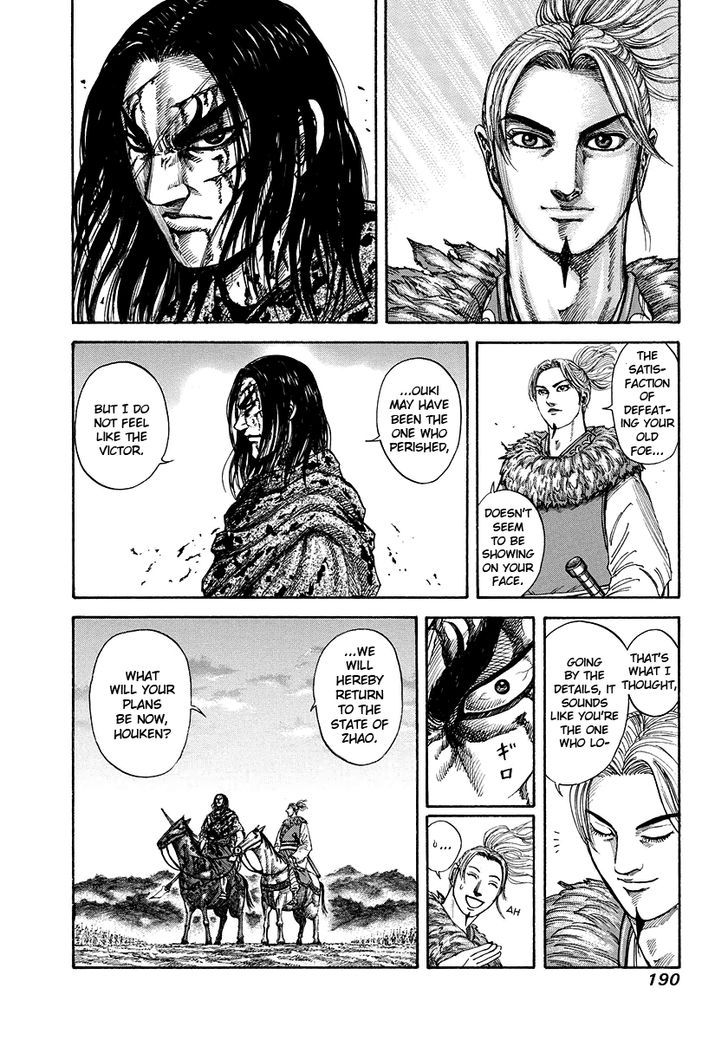 THE
SATIS-
FACTION
OF
DEFEAT-
ING YOUR
OLD
FOE...
DOESN'T
SEEM
TO BE
SHOWING
ON YOUR
FACE.
...OUKI
MAY HAVE
BEEN THE
ONE WHO
PERISHED,
BUT I DO
NOT FEEL
LIKE THE
VICTOR.
THAT'S
WHAT I
THOUGHT,
GOING
BY THE
DETAILS, IT
SOUNDS
LIKE YOU'RE
THE ONE
WHO LO-
ギロ
...
AH
...WE
WILL
HEREBY
RETURN
TO THE
STATE OF
ZHAO.
WHAT
WILL YOUR
PLANS
BE NOW,
HOUKEN?
190